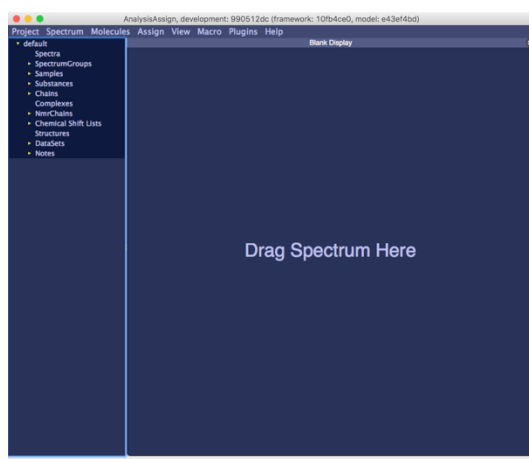 AnalysisAssign, development: 990512dc (framework: 10fb4ce0, model: e43ef4bd)
Project Spectrum Molecules Assign View Macro Plugins Help
default
Blank Display
Spectra
SpectrumGroups
Samples
Substances
Chains
Complexes
NmrChains
Chemical Shift Lists
Structures
DataSets
Notes
Drag Spectrum Here